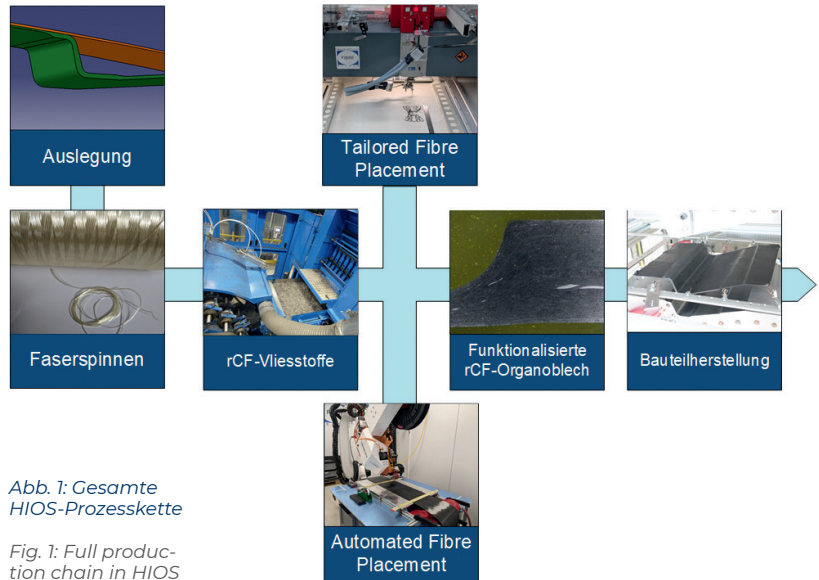 Auslegung
Tailored Fibre
Placement
Faserspinnen
rCF-Vliesstoffe
Funktionalisierte
rCF-Organoblech
Bauteilherstellung
Automated Fibre
Placement
Abb. 1: Gesamte
HIOS-Prozesskette
Fig. 1: Full produc-
tion chain in HIOS